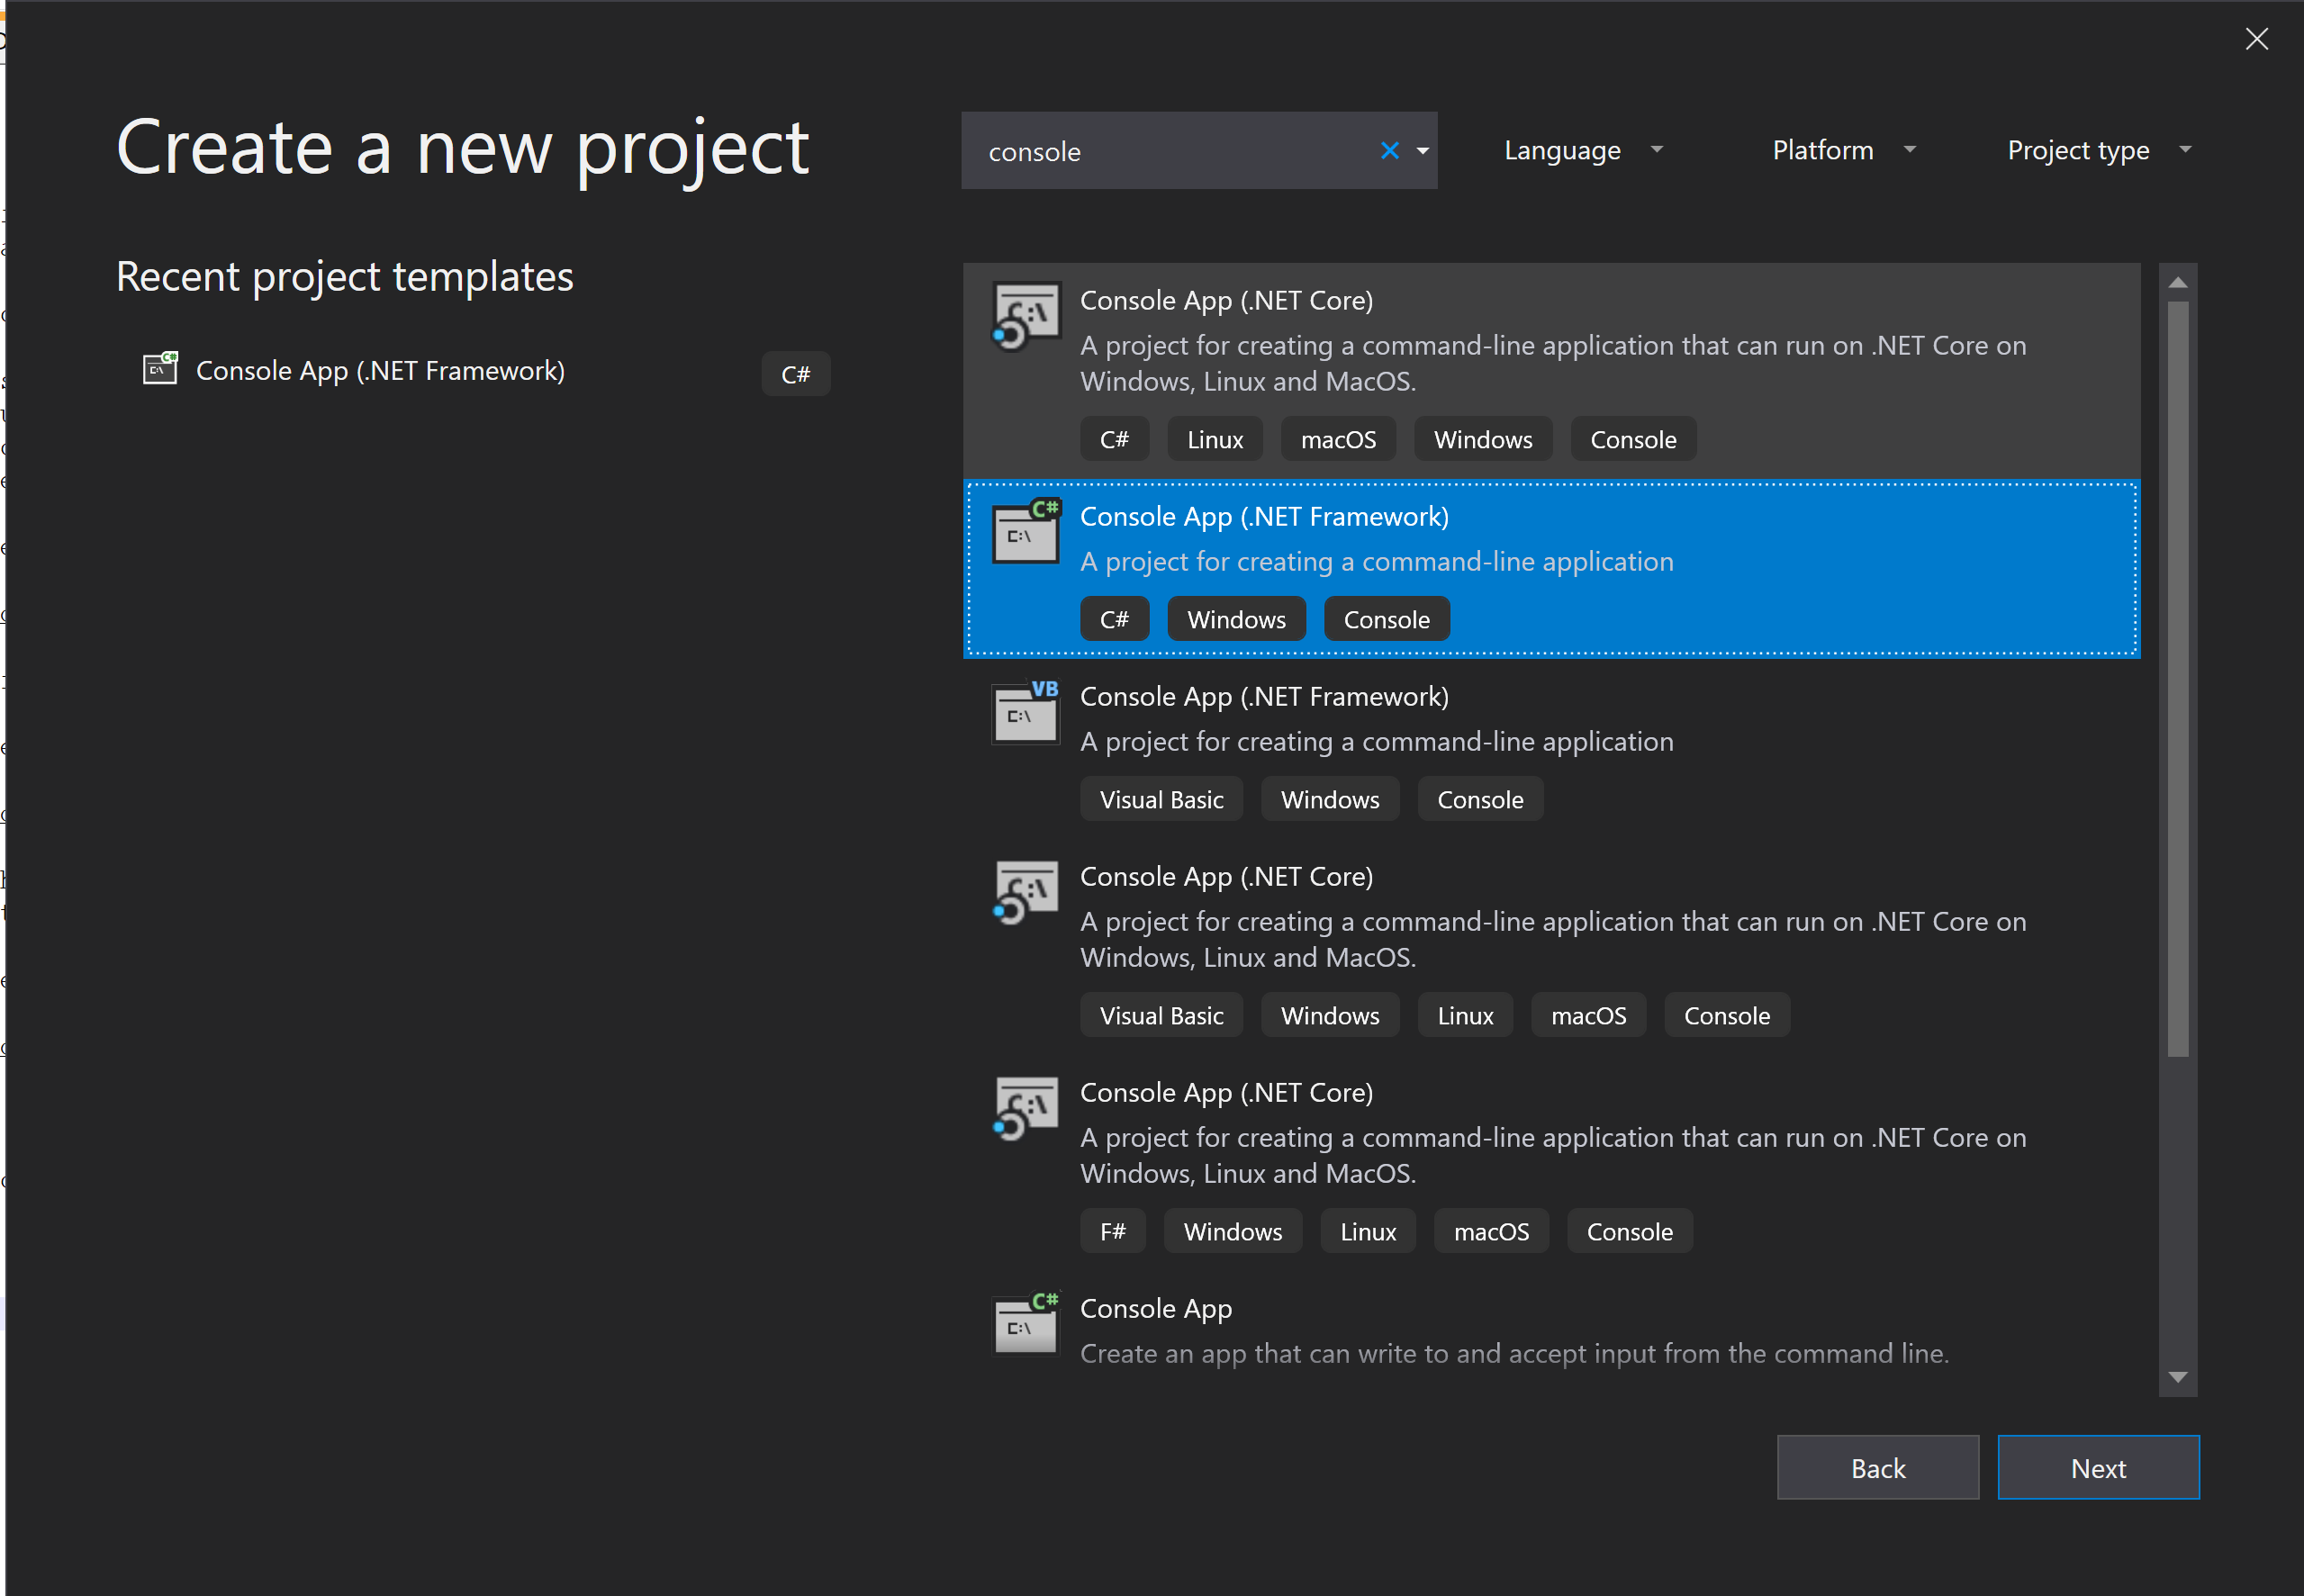 Create a new project
console
Language
Platform
Project type
Recent project templates
Console App (.NET Framework)
C#
Console App (.NET Core)
A project for creating a command-line application that can run on .NET Core on
Windows, Linux and MacOS.
C# Linux macOS Windows Console
Console App (.NET Framework)
A project for creating a command-line application
C# Windows Console
Console App (.NET Framework)
A project for creating a command-line application
Visual Basic Windows Console
Console App (.NET Core)
A project for creating a command-line application that can run on .NET Core on
Windows, Linux and MacOS.
Visual Basic Windows Linux macOS Console
Console App (.NET Core)
A project for creating a command-line application that can run on .NET Core on
Windows, Linux and MacOS.
F# Windows Linux macOS Console
Console App
Create an app that can write to and accept input from the command line.
Back
Next